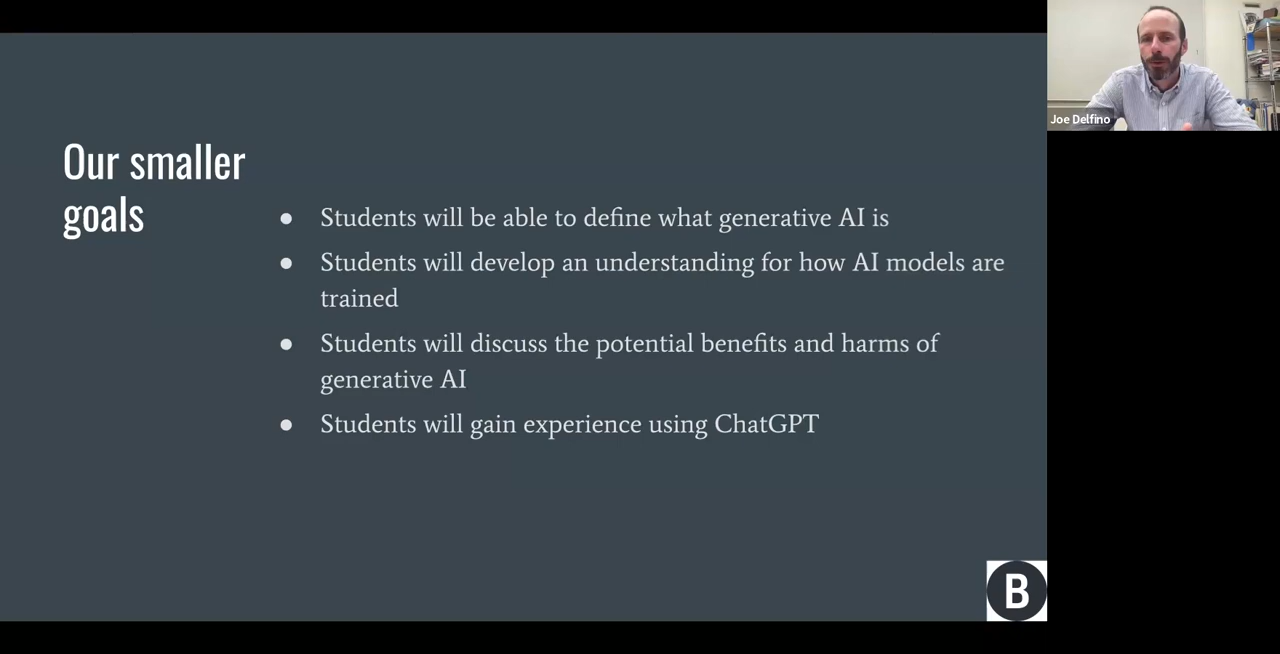 Our smaller
goals
● Students will be able to define what generative AI is
● Students will develop an understanding for how AI models are
trained
● Students will discuss the potential benefits and harms of
generative AI
● Students will gain experience using ChatGPT
B
Joe Delfino